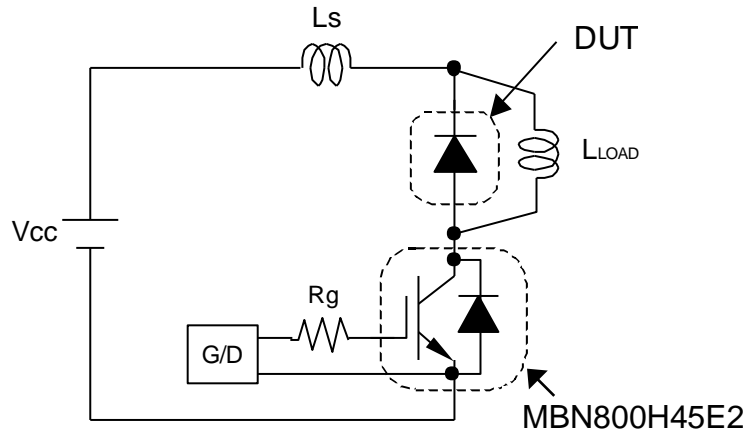 Ls
DUT
LLOAD
Vcc
Rg
G/D
MBN800H45E2